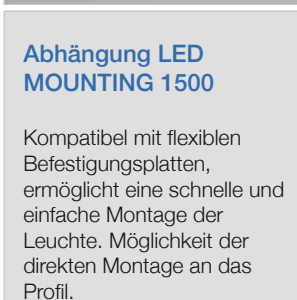 Abhängung LED
MOUNTING 1500
Kompatibel mit flexiblen
Befestigungsplatten,
ermöglicht eine schnelle und
einfache Montage der
Leuchte. Möglichkeit der
direkten Montage an das
Profil.